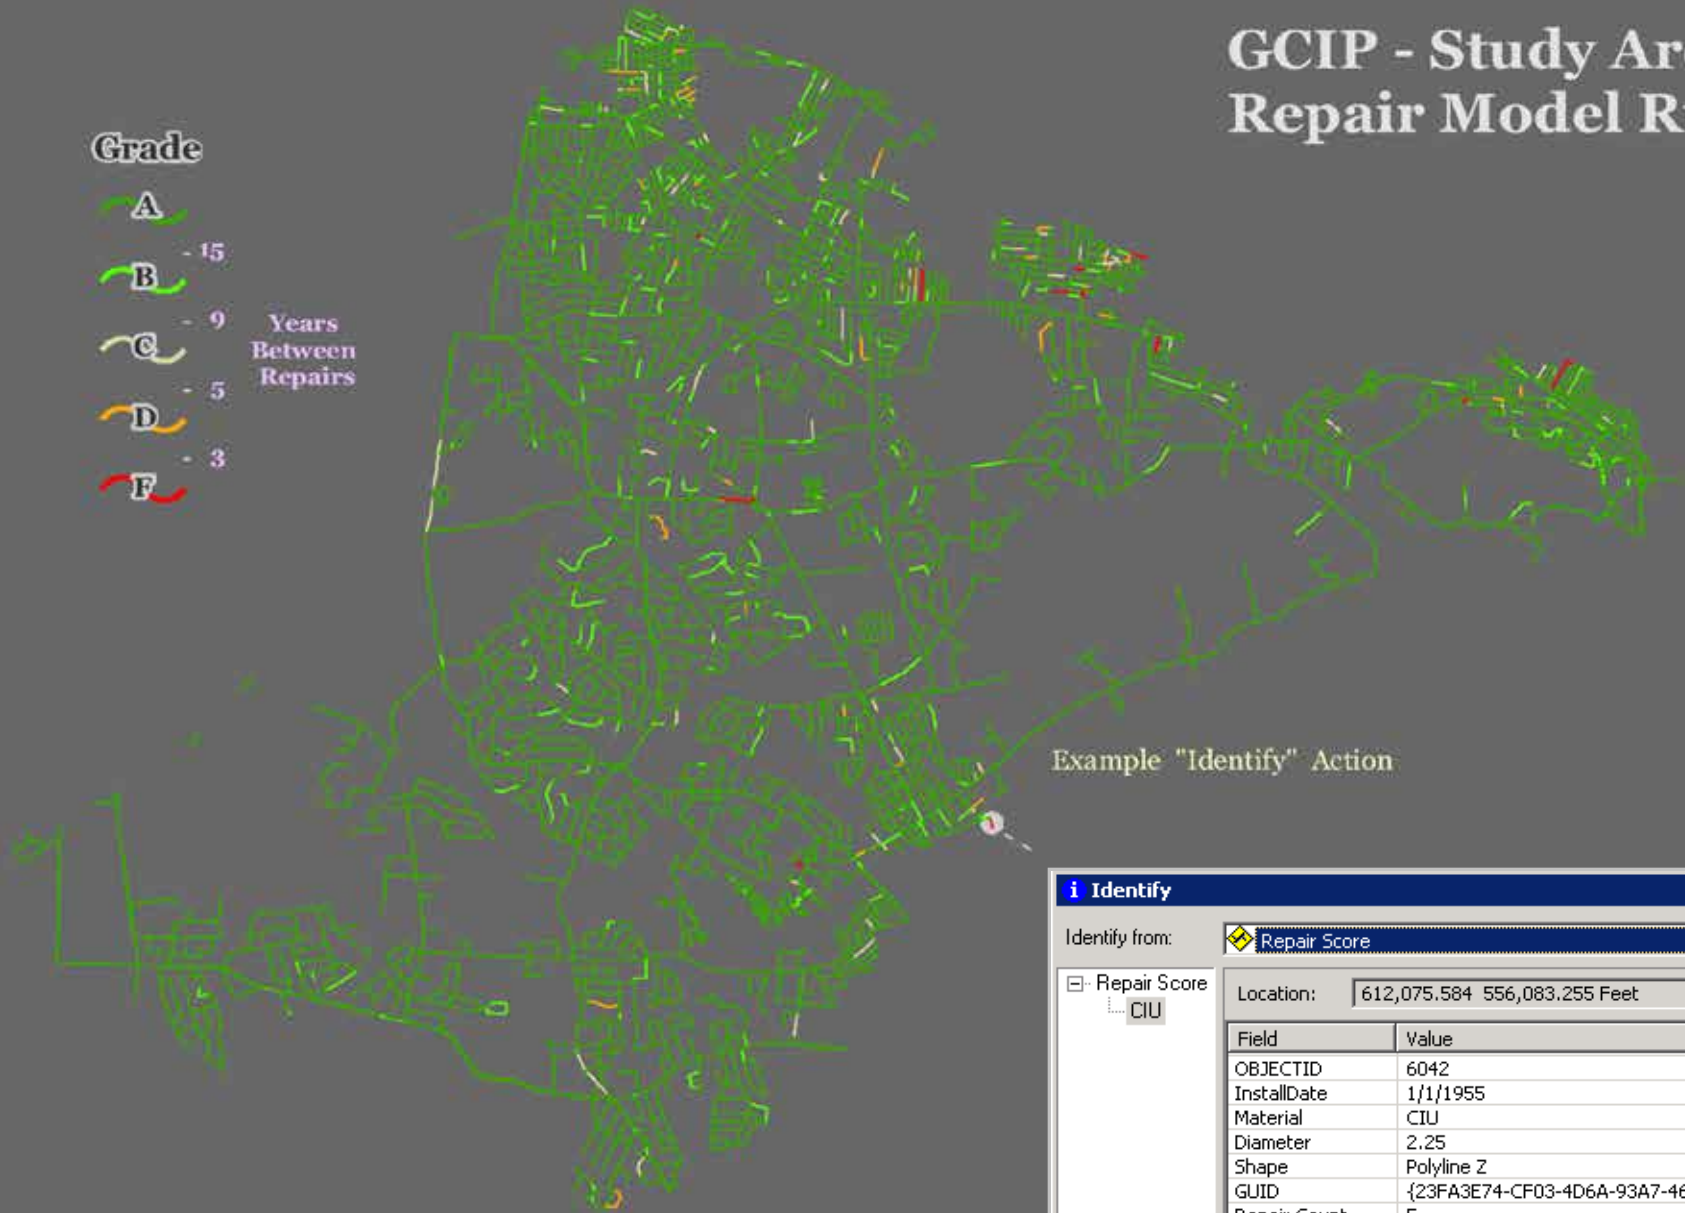 GCIP - Study
Repair Model
Grade
A
- 15
B
- 9
Years
Between
Repairs
C
- 5
D
- 3
F
Example "Identify" Action
Identify
Identify from:
Repair Score
Repair Score
CIU
Location:
612,075.584 556,083.255 Feet
Field Value
OBJECTID 6042
InstallDate 1/1/1955
Material CIU
Diameter 2.25
Shape Polyline Z
GUID {23FA3E74-CF03-4D6A-93A7-46